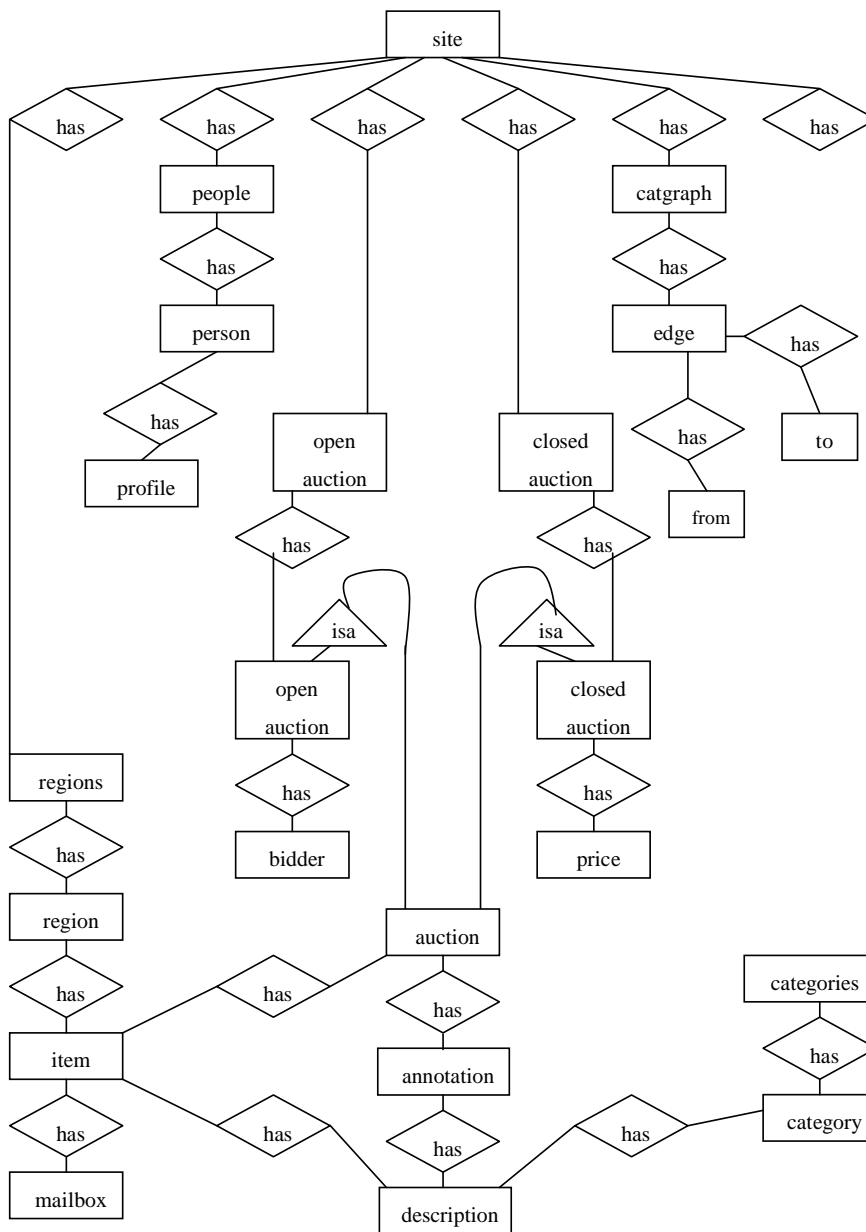 site
has
has
has
has
has
has
people
catgraph
has
has
person
edge
has
has
open
auction
closed
auction
has
to
profile
from
has
has
isa
isa
open
auction
closed
auction
regions
has
has
has
bidder
price
region
auction
has
has
has
categories
item
annotation
has
has
has
has
has
category
mailbox
description